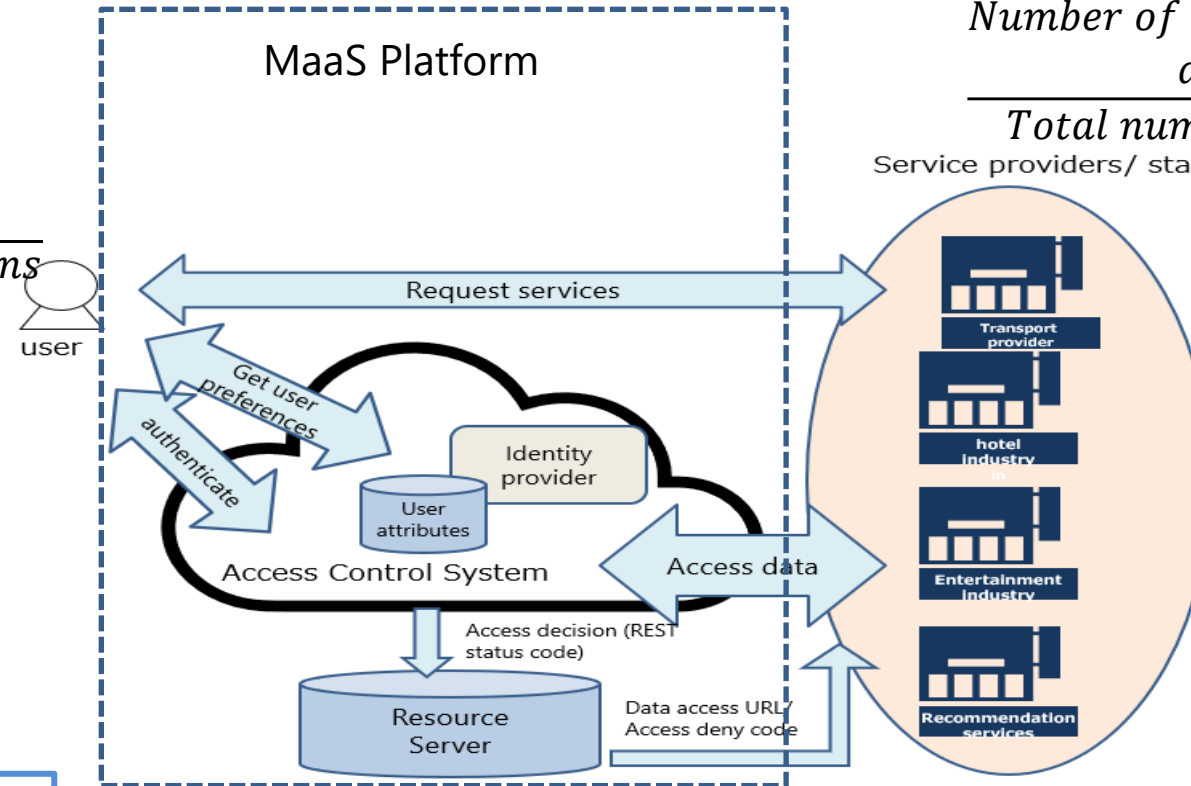 Number of
Total num
Service providers/ sta
MaaS Platform
ns
user
Request services
Get user
preferences
authenticate
Identity
provider
User
attributes
Access Control System
Access data
Access decision (REST
status code)
Resource
Server
Data access URL/
Access deny code
Transport
provider
hotel
industry
in
Entertainment
industry
Recommendation
services